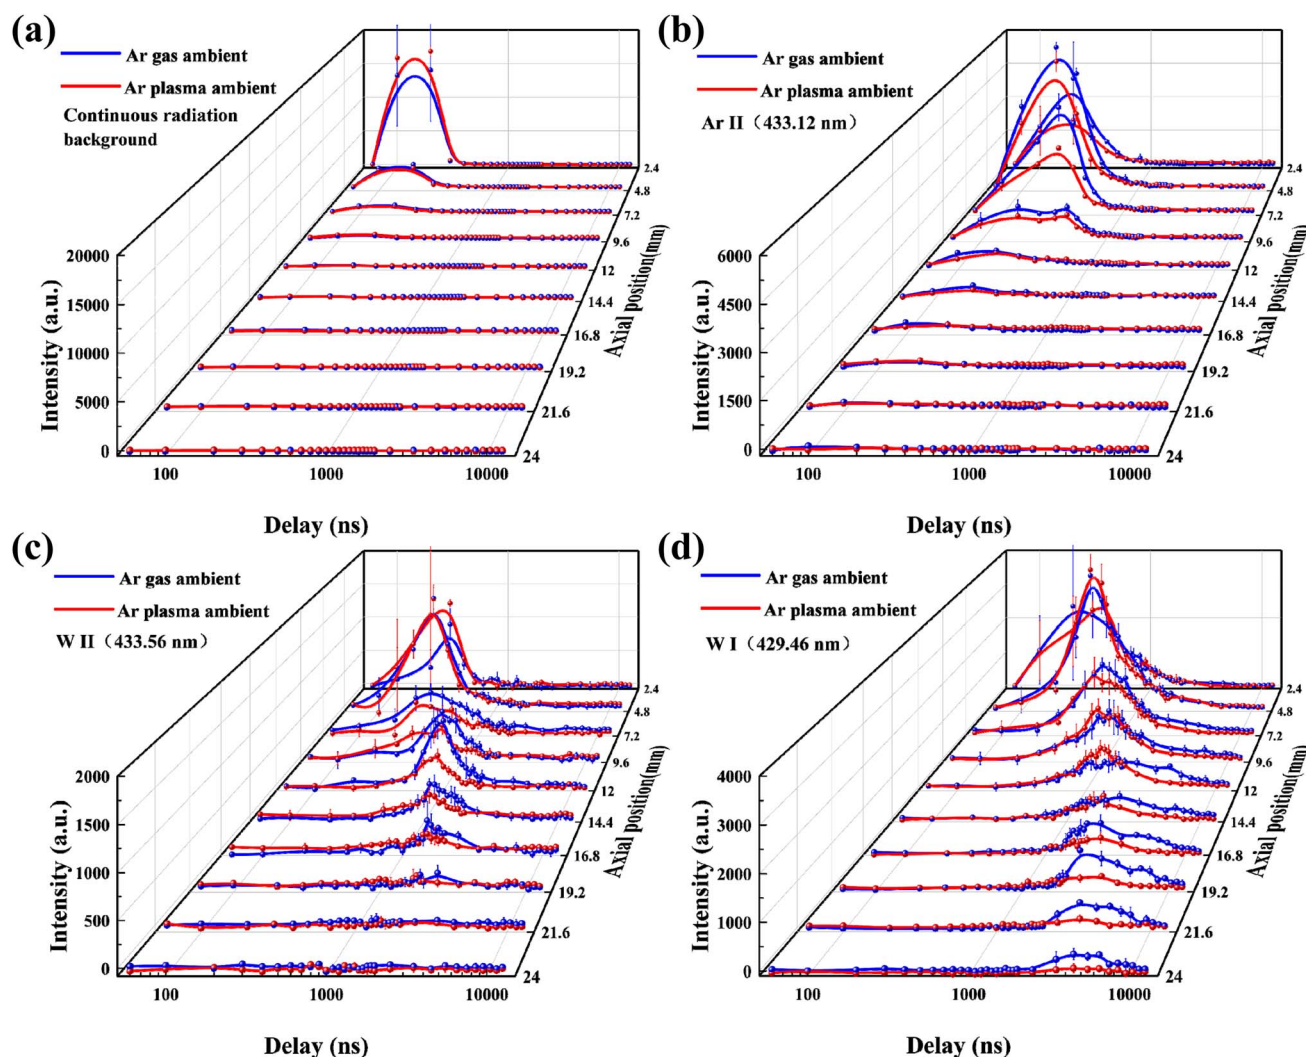 (a)
Ar gas ambient
Ar plasma ambient
Continuous radiation
background
20000
15000
10000
5000
0
Intensity (a.u.)
100
1000
10000
Delay (ns)
2.4
4.8
7.2
9.6
12
14.4
16.8
19.2
21.6
24
Axial position(mm)
(b)
Ar gas ambient
Ar plasma ambient
Ar II（433.12 nm）
6000
4500
3000
1500
0
Intensity (a.u.)
100
1000
10000
Delay (ns)
2.4
4.8
7.2
9.6
12
14.4
16.8
19.2
21.6
24
Axial position(mm)
(c)
Ar gas ambient
Ar plasma ambient
W II（433.56 nm）
2000
1500
1000
500
0
Intensity (a.u.)
100
1000
10000
Delay (ns)
2.4
4.8
7.2
9.6
12
14.4
16.8
19.2
21.6
24
Axial position(mm)
(d)
Ar gas ambient
Ar plasma ambient
W I（429.46 nm）
4000
3000
2000
1000
0
Intensity (a.u.)
100
1000
10000
Delay (ns)
2.4
4.8
7.2
9.6
12
14.4
16.8
19.2
21.6
24
Axial position(mm)